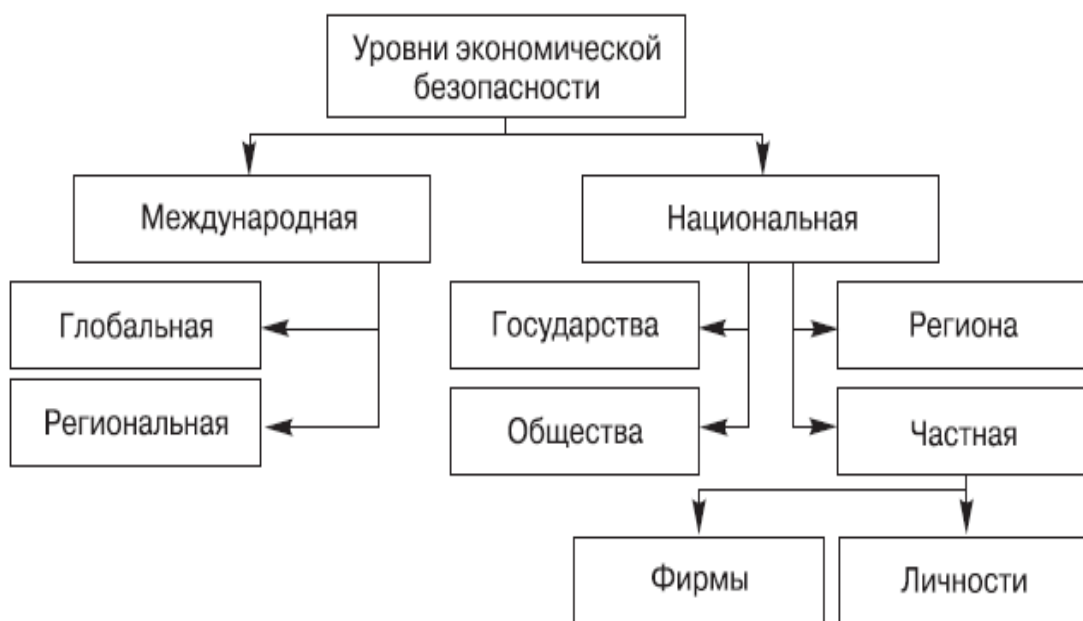 Уровни экономической
безопасности
Международная
Национальная
Глобальная
Государства
Региона
Региональная
Общества
Частная
Фирмы
Личности